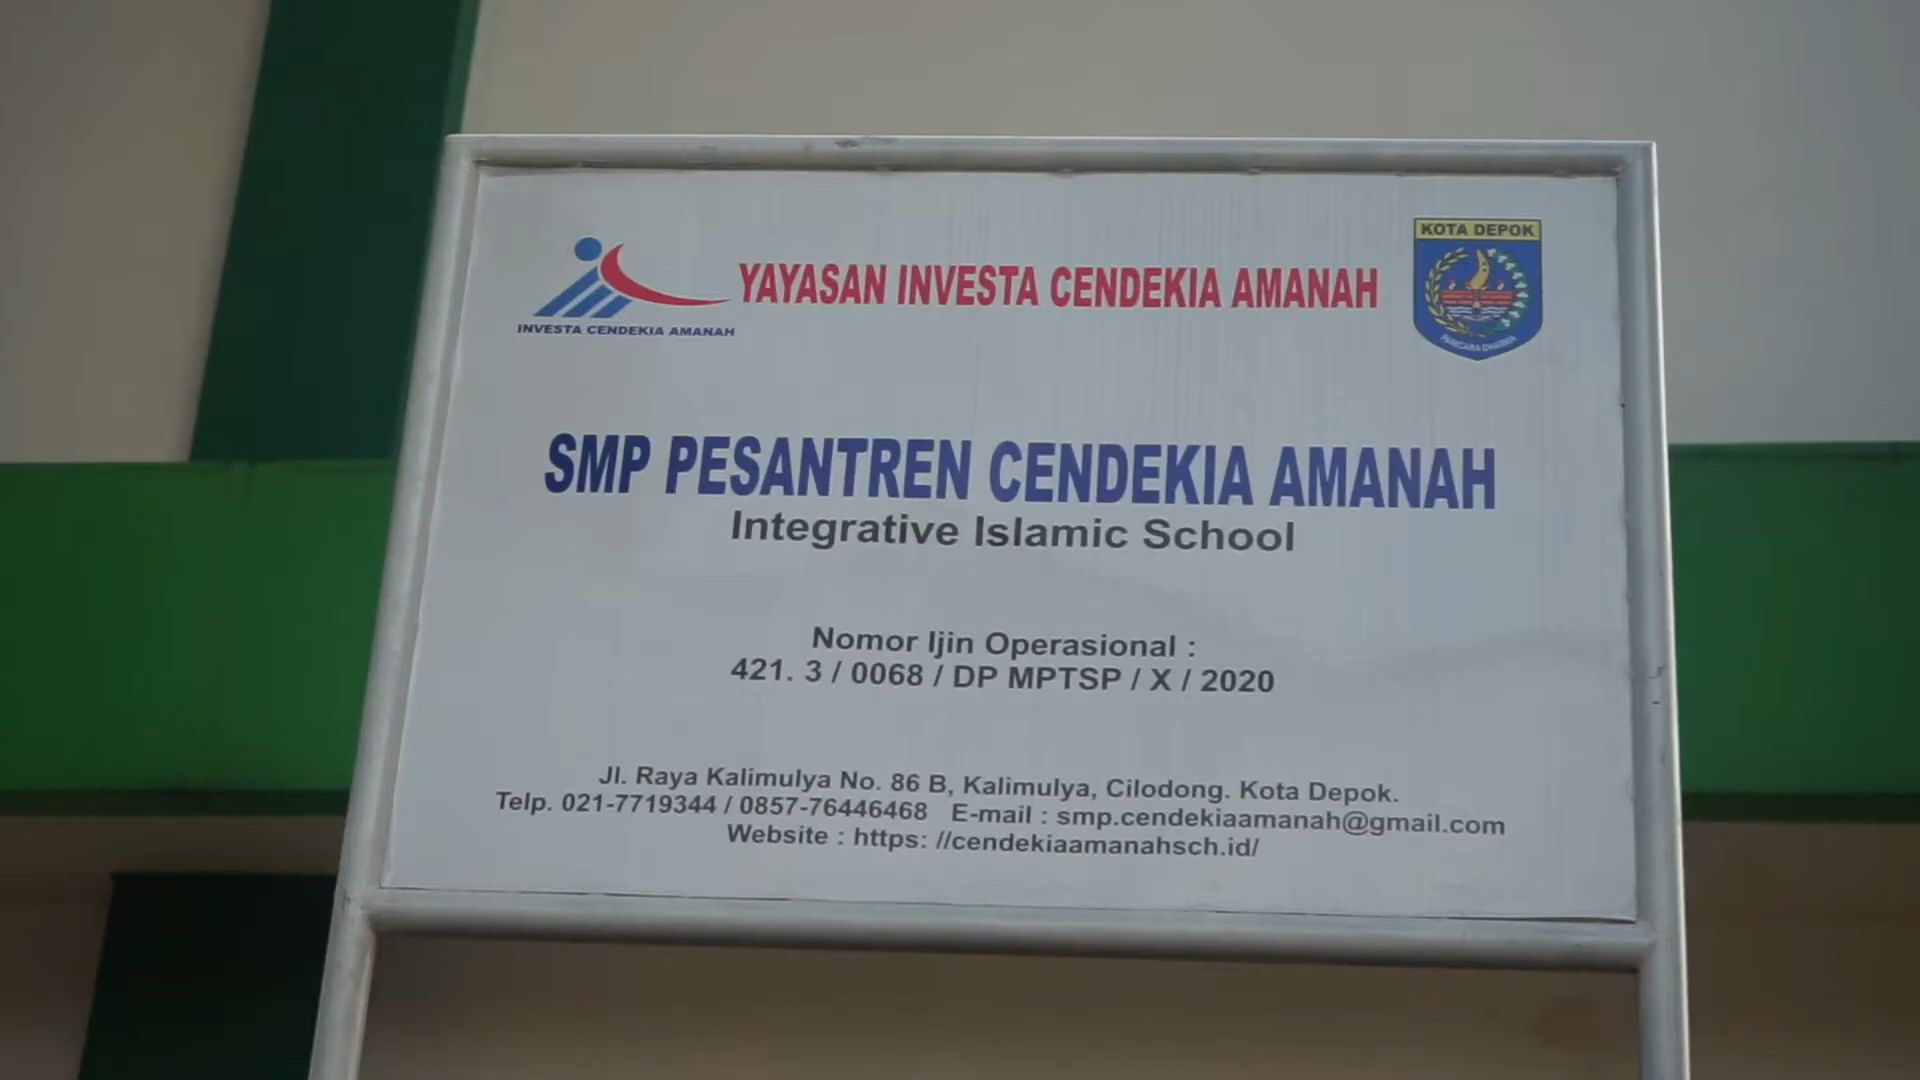 YAYASAN INVESTA CENDEKIA AMANAH
INVESTA CENDEKIA AMANAH
KOTA DEPOK
PARICARA DHARMA
SMP PESANTREN CENDEKIA AMANAH
Integrative Islamic School
Nomor Ijin Operasional :
421. 3 / 0068 / DP MPTSP / X / 2020
Jl. Raya Kalimulya No. 86 B, Kalimulya, Cilodong. Kota Depok.
Telp. 021-7719344 / 0857-76446468 E-mail : smp.cendekiaamanah@gmail.com
Website : https: //cendekiaamanahsch.id/